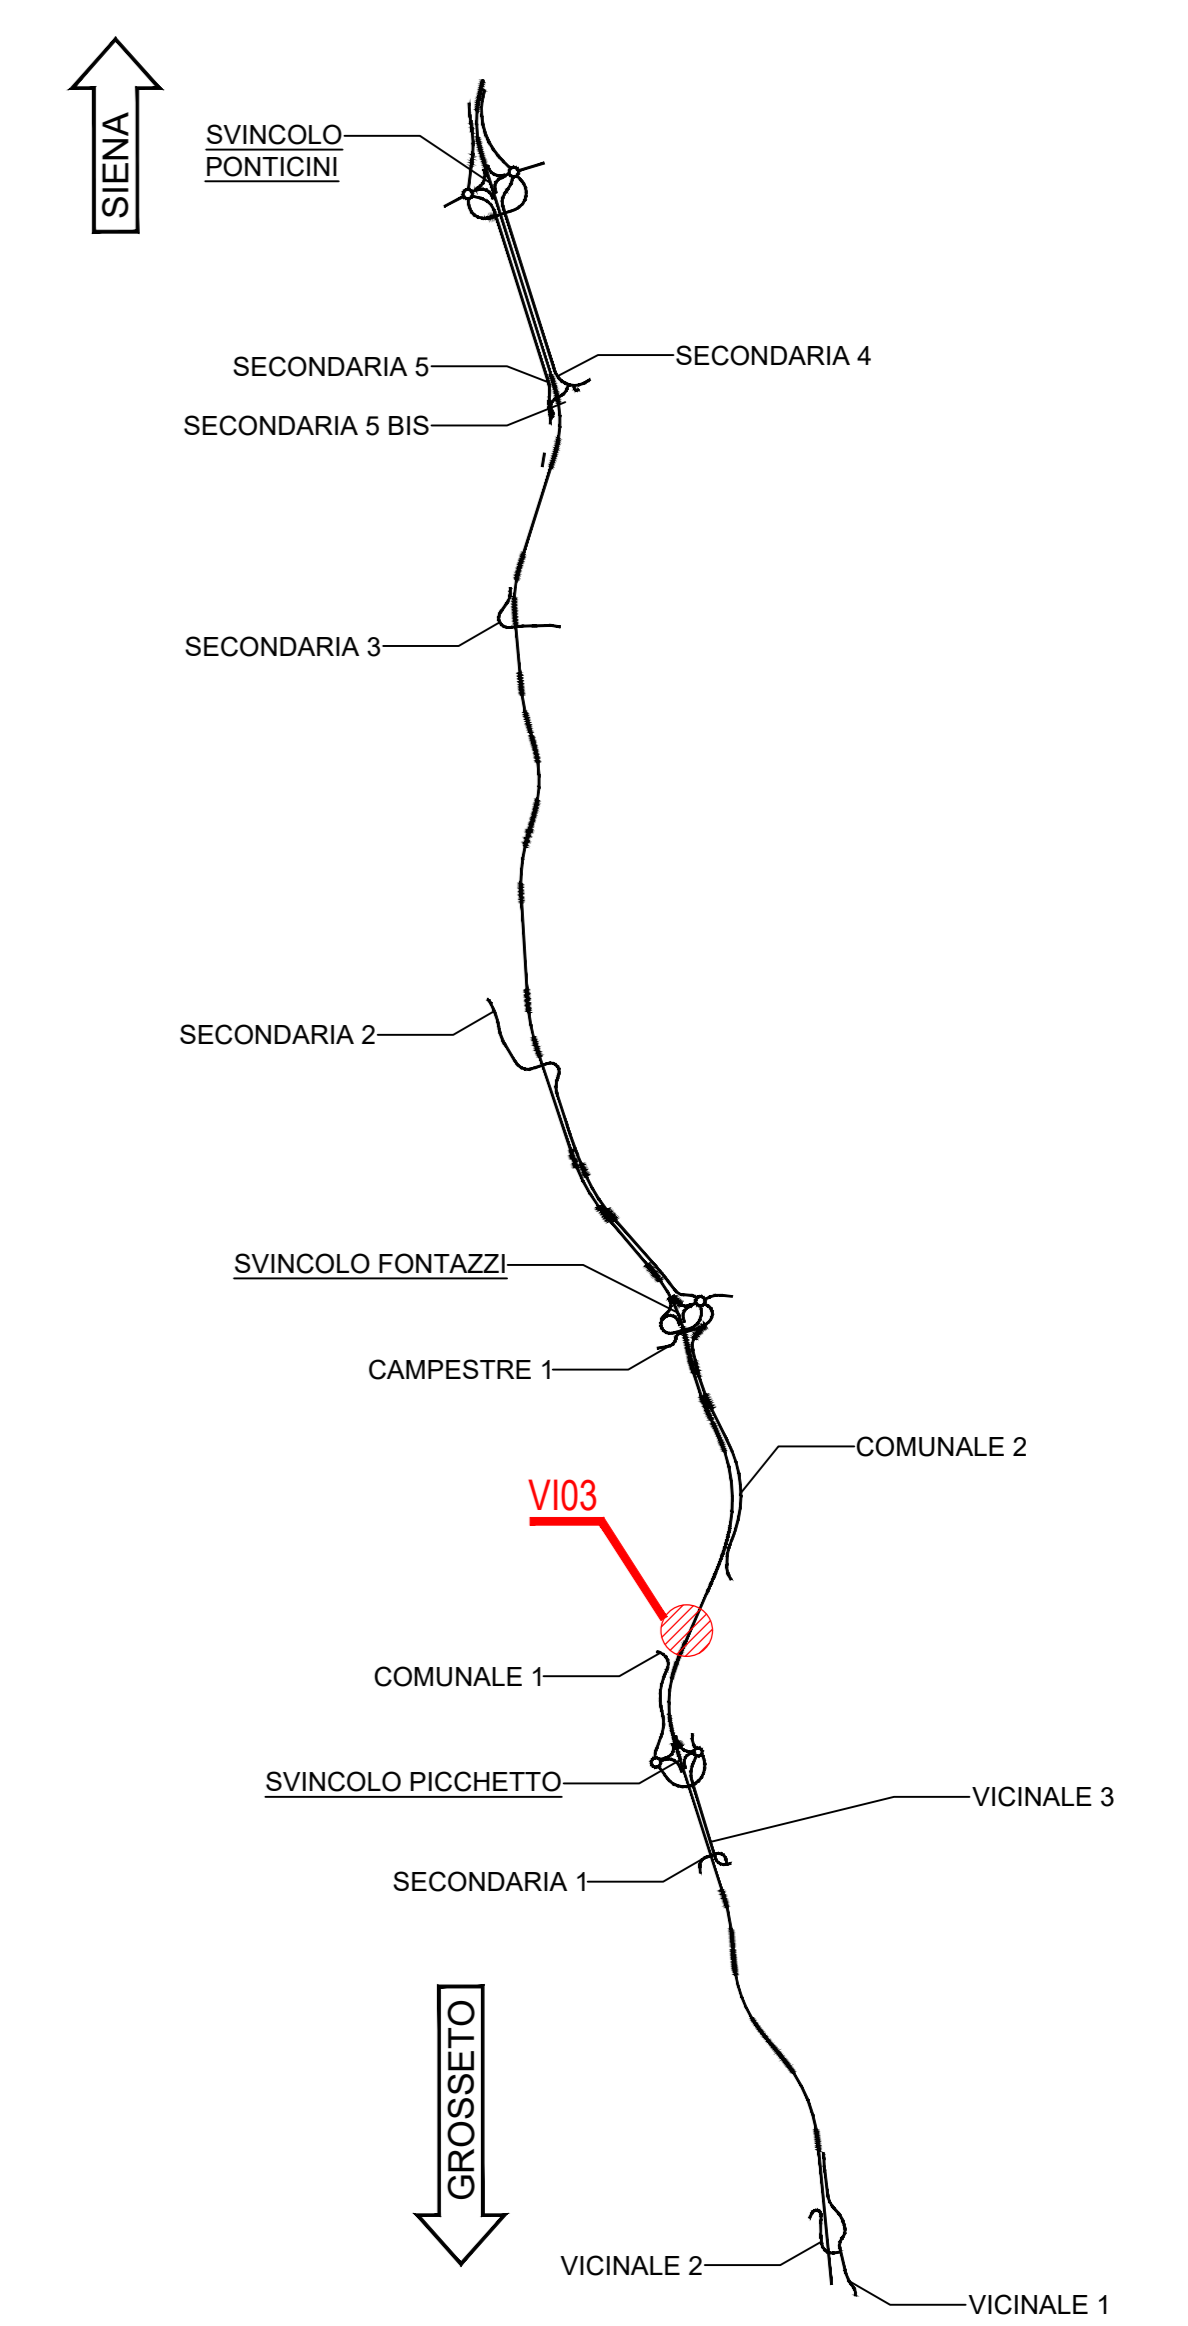 SIENA
SVINCOLO
PONTICINI
SECONDARIA 4
SECONDARIA 5
SECONDARIA 5 BIS
SECONDARIA 3
SECONDARIA 2
SVINCOLO FONTAZZI
CAMPESTRE 1
COMUNALE 2
VI03
COMUNALE 1
SVINCOLO PICCHETTO
VICINALE 3
SECONDARIA 1
GROSSETO
VICINALE 2
VICINALE 1